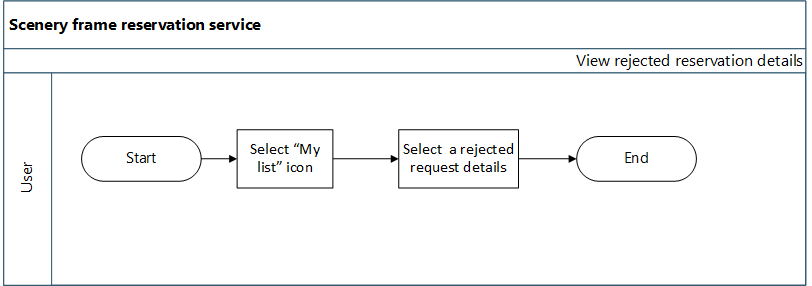 Scenery frame reservation service
View rejected reservation details
User
Start
Select “My
list” icon
Select  a rejected
request details
End